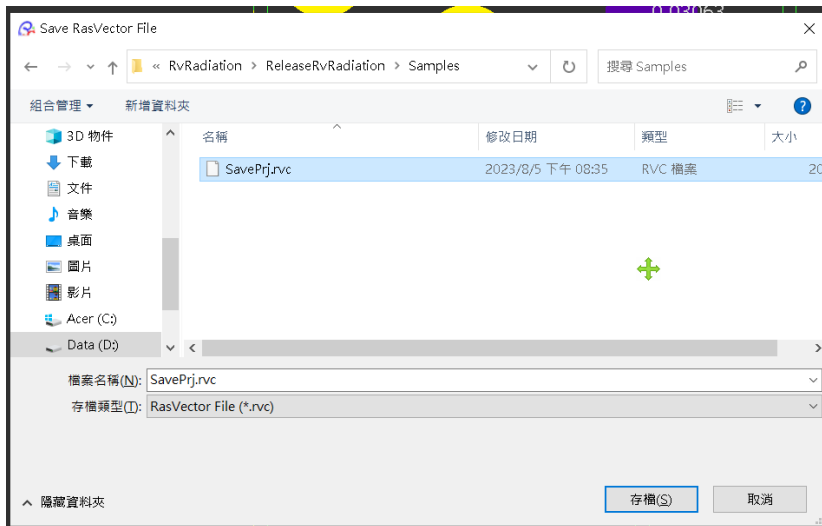 0.03063
Save RasVector File
« RvRadiation > ReleaseRvRadiation > Samples
搜尋 Samples
組合管理 新增資料夾
名稱 修改日期 類型 大小
3D 物件
下載
文件
音樂
桌面
圖片
影片
Acer (C:)
Data (D:)
SavePrj.rvc 2023/8/5 下午 08:35 RVC 檔案 20
檔案名稱(N): SavePrj.rvc
存檔類型(T): RasVector File (*.rvc)
隱藏資料夾
存檔(S) 取消